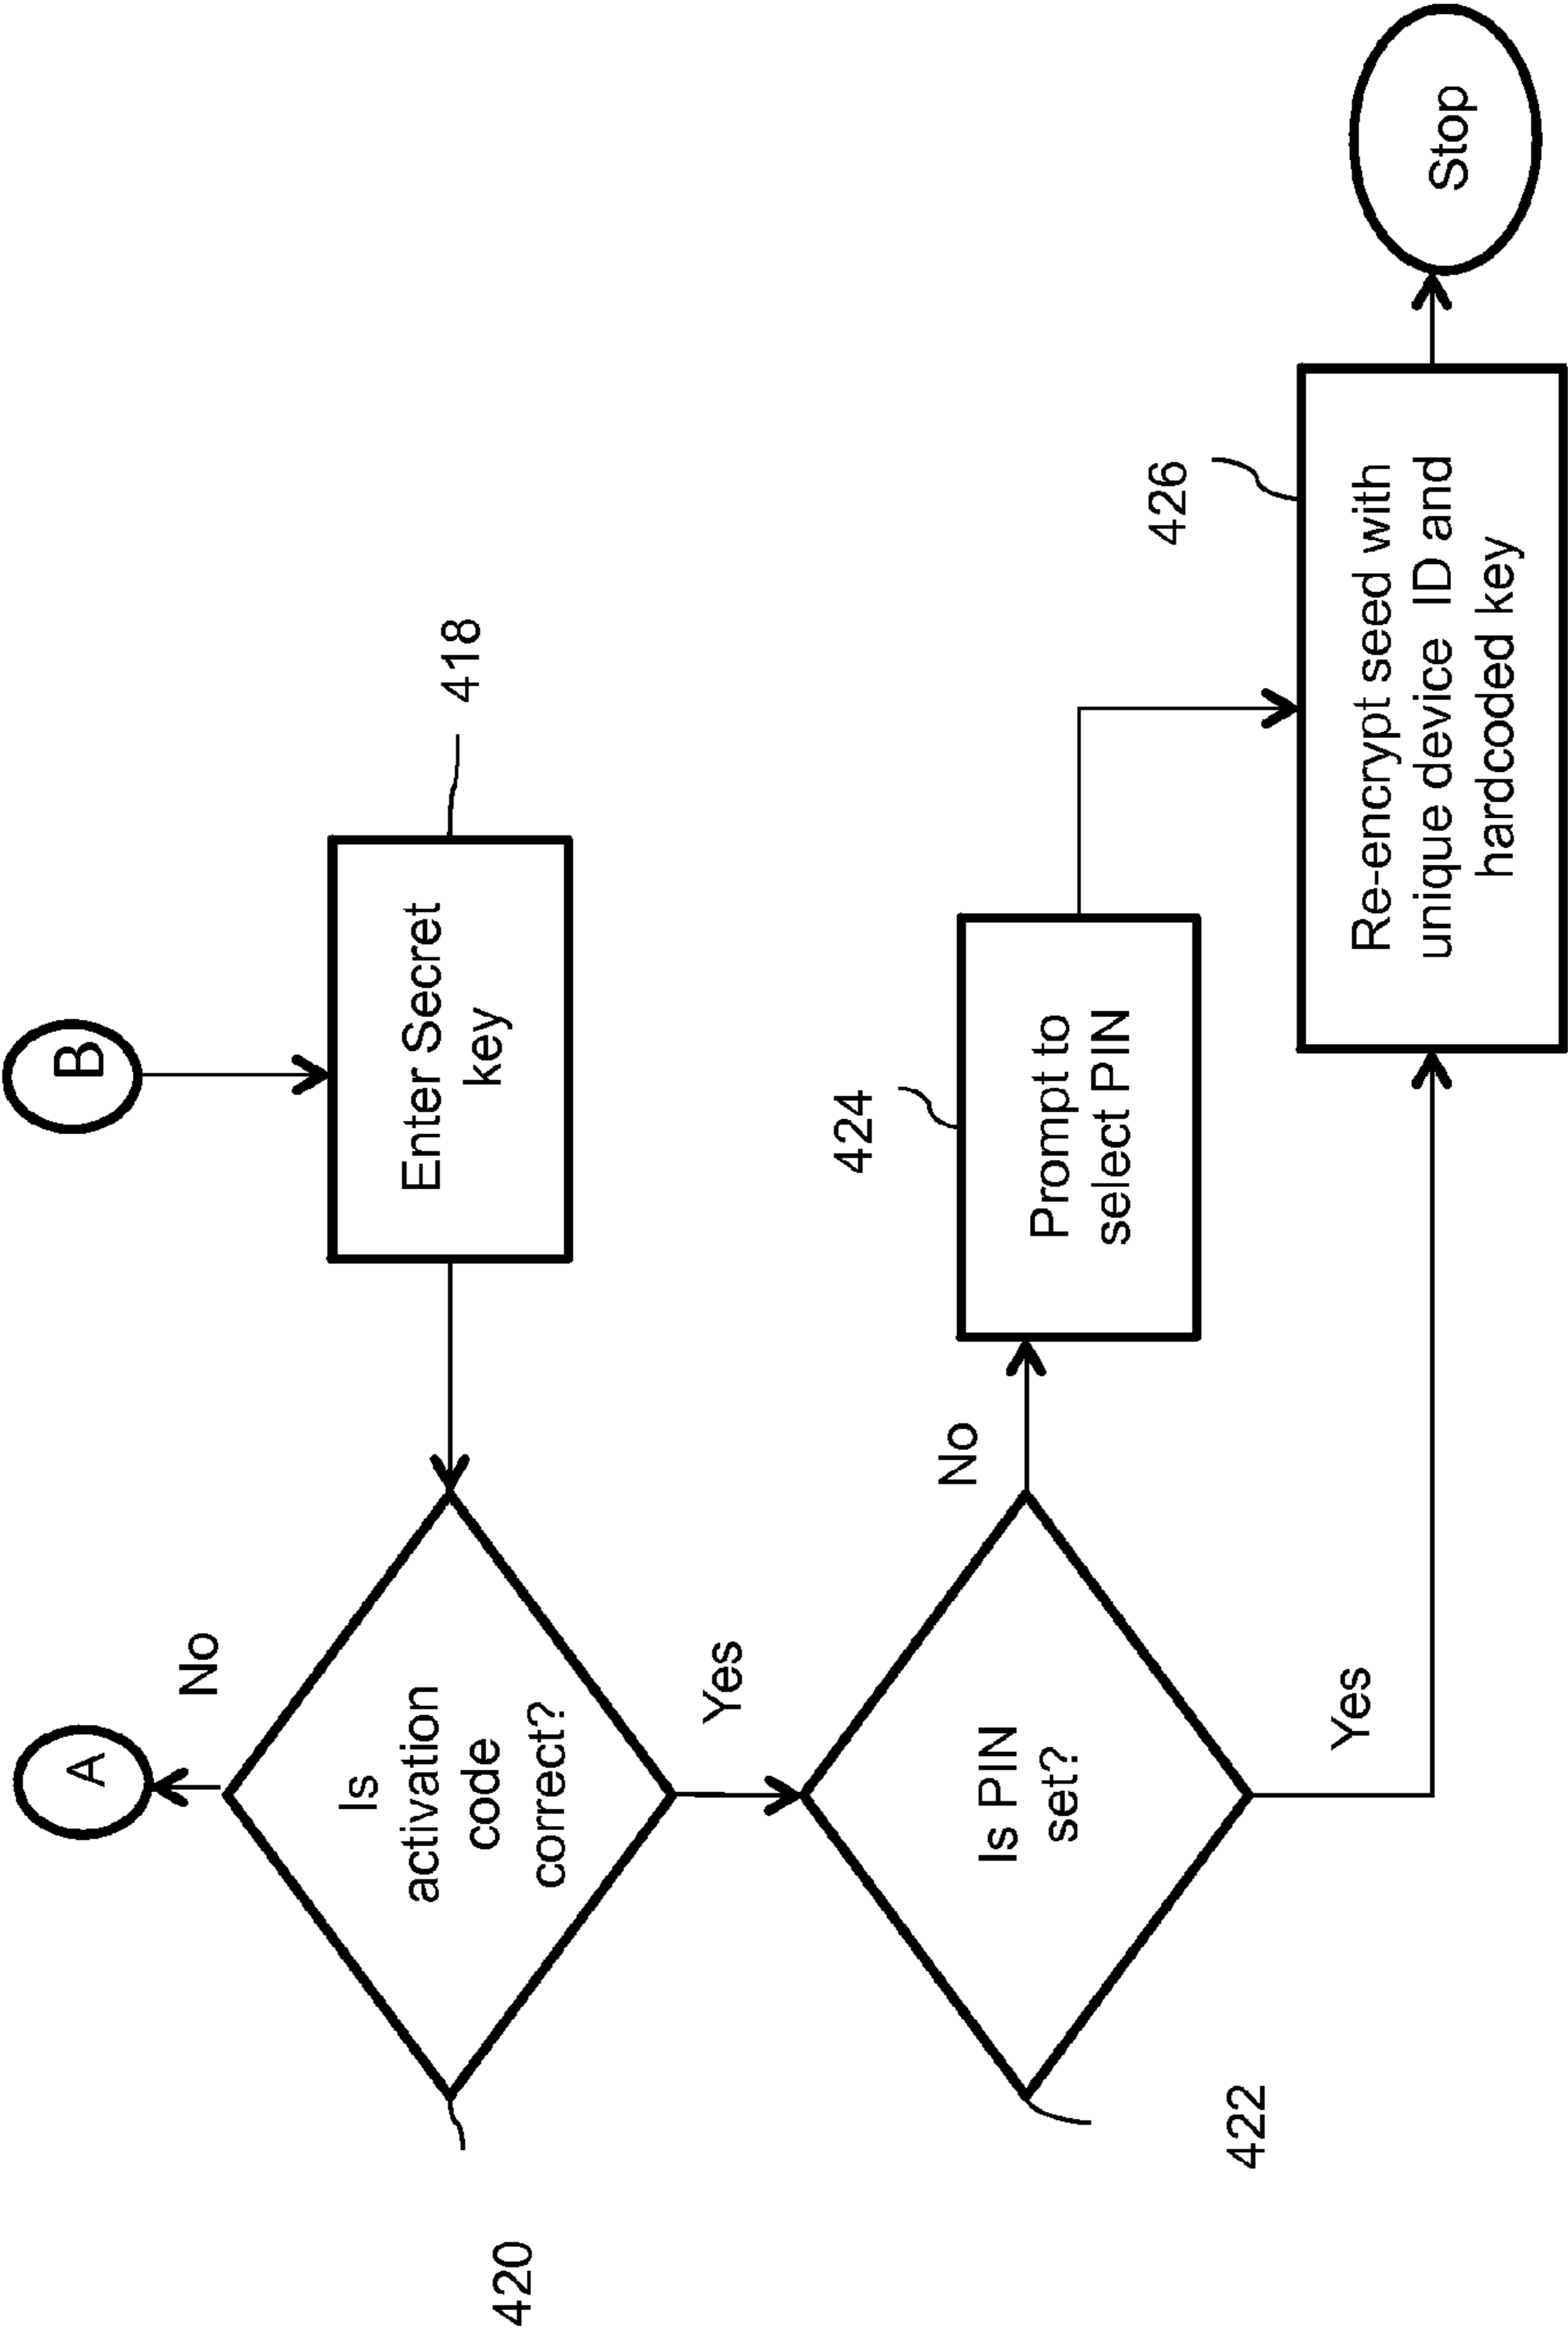 B
Enter Secret
key
418
A
No
Is
activation
code
correct?
420
Yes
Is PIN
set?
422
No
Prompt to
select PIN
424
Yes
Re-encrypt seed with
unique device ID and
hardcoded key
426
Stop